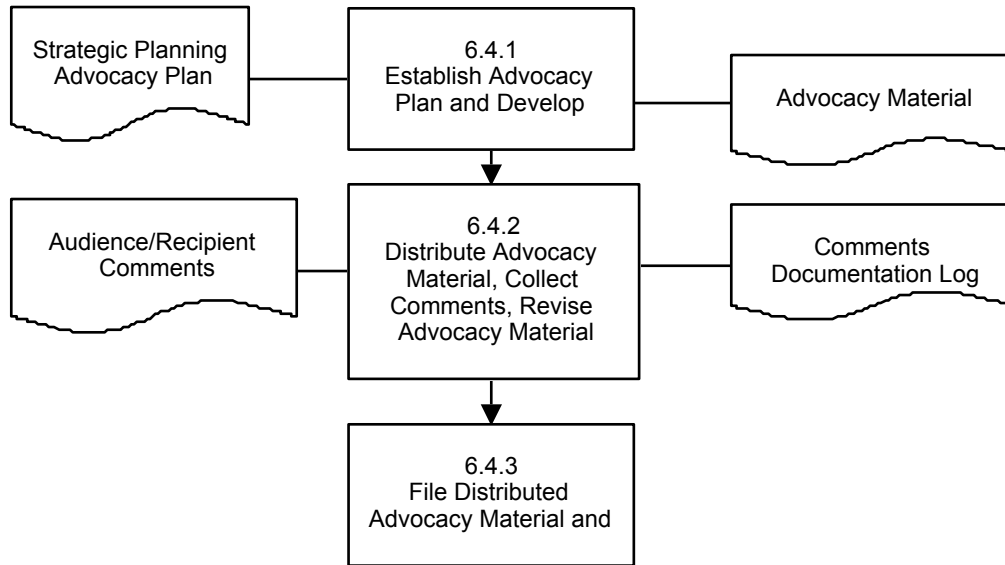 Strategic Planning
Advocacy Plan
6.4.1
Establish Advocacy
Plan and Develop
Advocacy Material
Audience/Recipient
Comments
6.4.2
Distribute Advocacy
Material, Collect
Comments, Revise
Advocacy Material
Comments
Documentation Log
6.4.3
File Distributed
Advocacy Material and